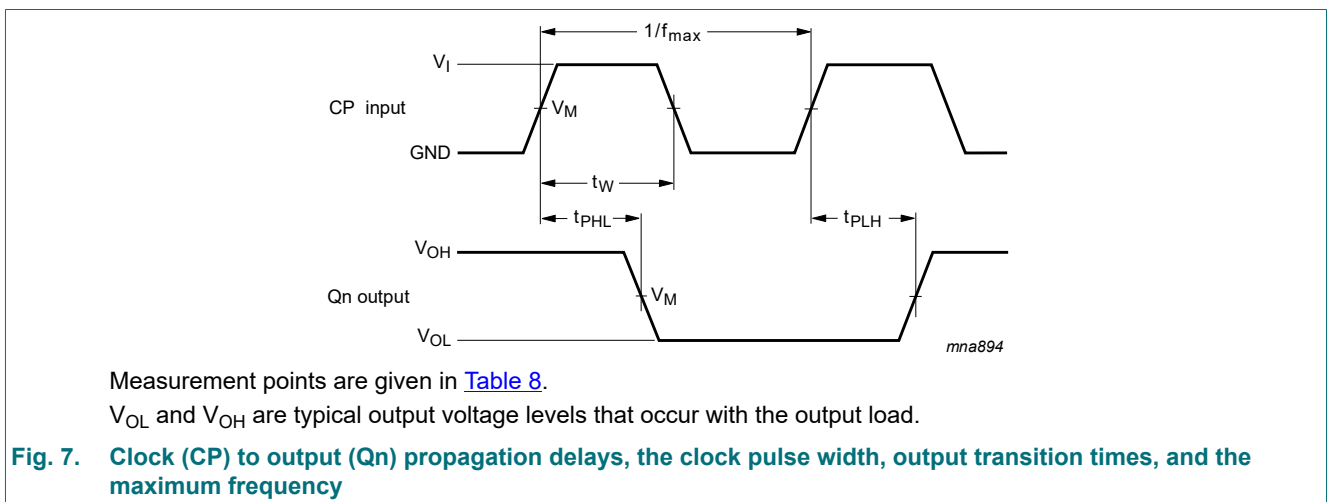 1/fmax
VI
CP input
VM
GND
tW
tPHL
tPLH
VOH
Qn output
VM
VOL
mna894
Measurement points are given in Table 8.
VOL and VOH are typical output voltage levels that occur with the output load.
Fig. 7. Clock (CP) to output (Qn) propagation delays, the clock pulse width, output transition times, and the
maximum frequency